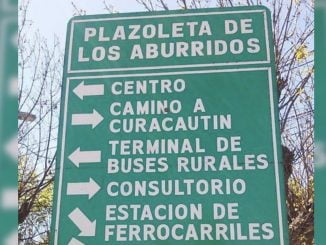 PLAZOLETA DE
LOS ABURRIDOS
CENTRO
CAMINO A
CURACAUTIN
TERMINAL DE
BUSES RURALES
CONSULTORIO
ESTACION DE
FERROCARRILES